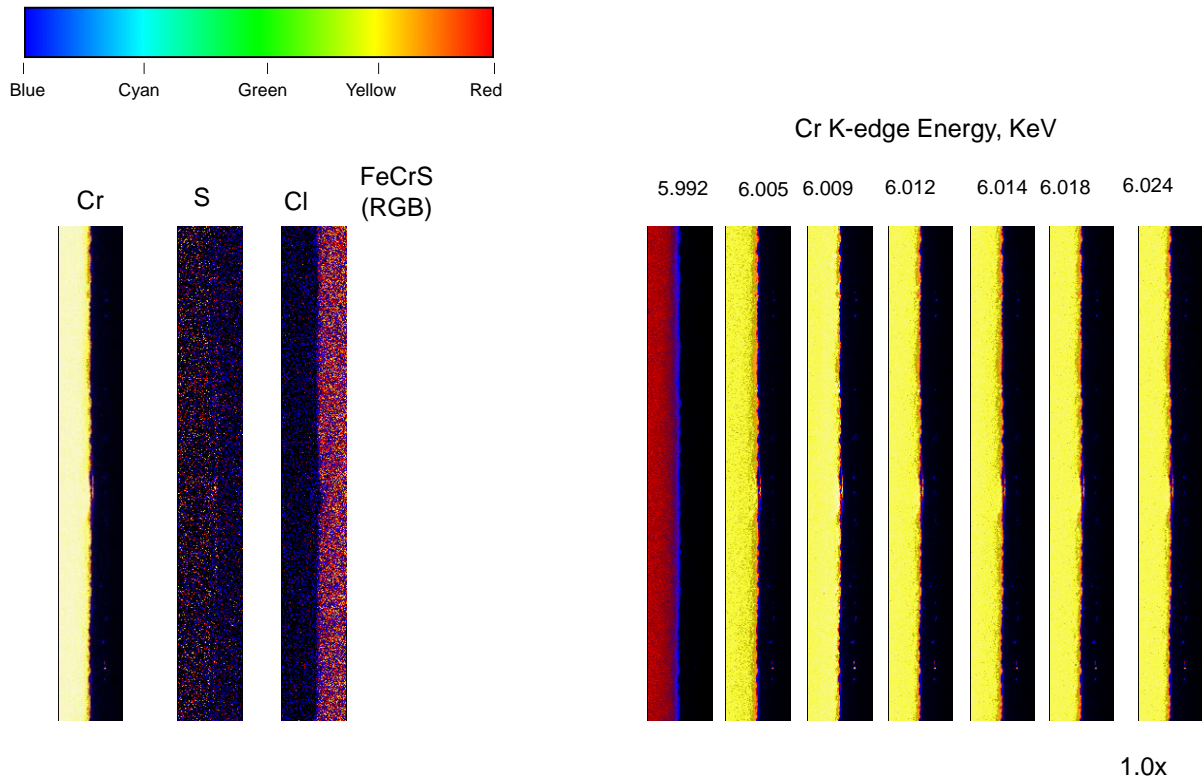 Blue Cyan Green Yellow Red
Cr K-edge Energy, KeV
Cr S Cl FeCrS
(RGB)
5.992 6.005 6.009 6.012 6.014 6.018 6.024
1.0x